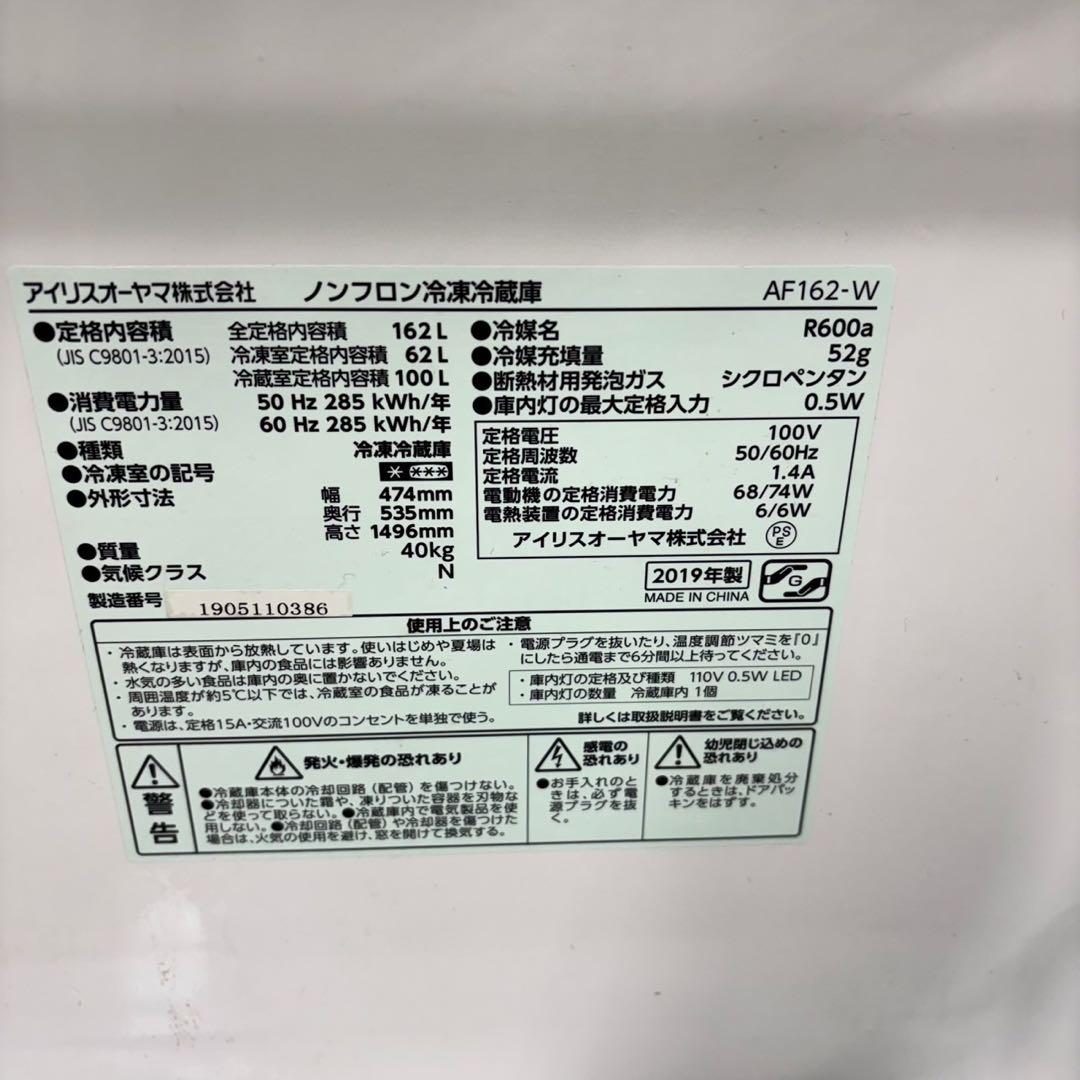 アイリスオーヤマ株式会社 ノンフロン冷凍冷蔵庫 AF162-W
●定格内容積 全定格内容積 162 L
(JIS C9801-3:2015) 冷凍室定格内容積 62 L
冷蔵室定格内容積 100 L
●消費電力量 50 Hz 285 kWh/年
(JIS C9801-3:2015) 60 Hz 285 kWh/年
●種類 冷凍冷蔵庫
●冷凍室の記号
●外形寸法 幅 474mm
奥行 535mm
高さ 1496mm
●質量 40kg
●気候クラス N
製造番号 1905110386
●冷媒名 R600a
●冷媒充填量 52g
●断熱材用発泡ガス シクロペンタン
●庫内灯の最大定格入力 0.5W
定格電圧 100V
定格周波数 50/60Hz
定格電流 1.4A
電動機の定格消費電力 68/74W
電熱装置の定格消費電力 6/6W
アイリスオーヤマ株式会社 PSE
2019年製
MADE IN CHINA G
使用上のご注意
・冷蔵庫は表面から放熱しています。使いはじめや夏場は
熱くなりますが、庫内の食品には影響ありません。
・水気の多い食品は庫内の奥に置かないでください。
・周囲温度が約5℃以下では、冷蔵室の食品が凍ることが
あります。
・電源は、定格15A・交流100Vのコンセントを単独で使う。
・電源プラグを抜いたり、温度調節ツマミを「0」
にしたら通電まで6分間以上待ってください。
・庫内灯の定格及び種類 110V 0.5W LED
・庫内灯の数量 冷蔵庫内 1個
詳しくは取扱説明書をご覧ください。
警告
発火・爆発の恐れあり
●冷蔵庫本体の冷却回路(配管)を傷つけない。
●冷却器についた霜や、凍りついた容器を刃物な
どを使って取らない。●冷蔵庫内で電気製品を使
用しない。●冷却回路(配管)や冷却器を傷つけた
場合は、火気の使用を避け、窓を開けて換気する。
感電の
恐れあり
●お手入れのと
きは、必ず電
源プラグを抜
く。
幼児閉じ込めの
恐れあり
●冷蔵庫を廃棄処分
するときは、ドアパッ
キンをはずす。